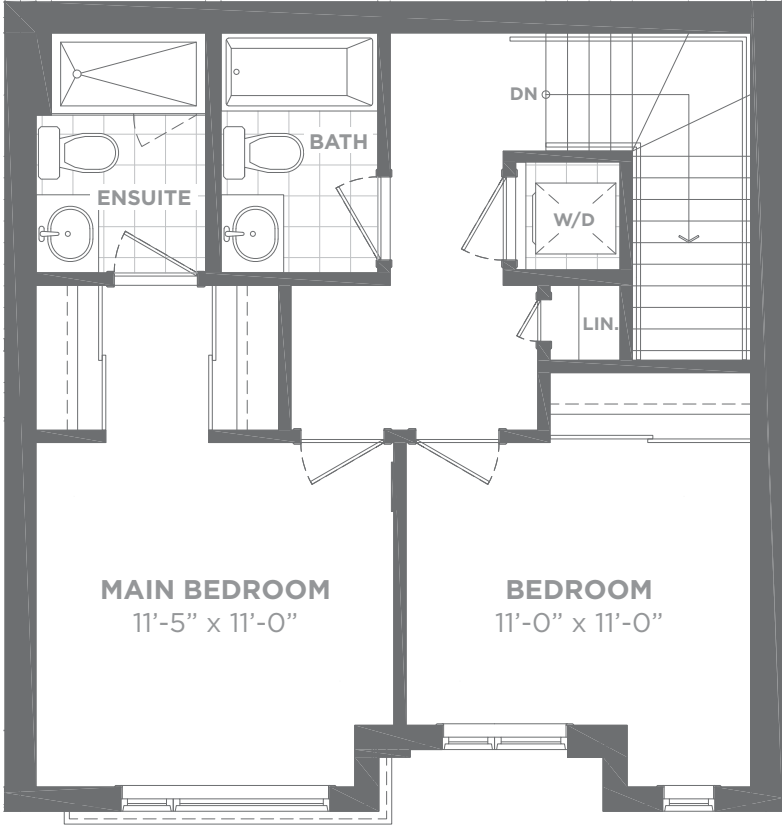 DN
BATH
ENSUITE
W/D
LIN.
MAIN BEDROOM
11’-5” x 11’-0”
BEDROOM
11’-0” x 11’-0”